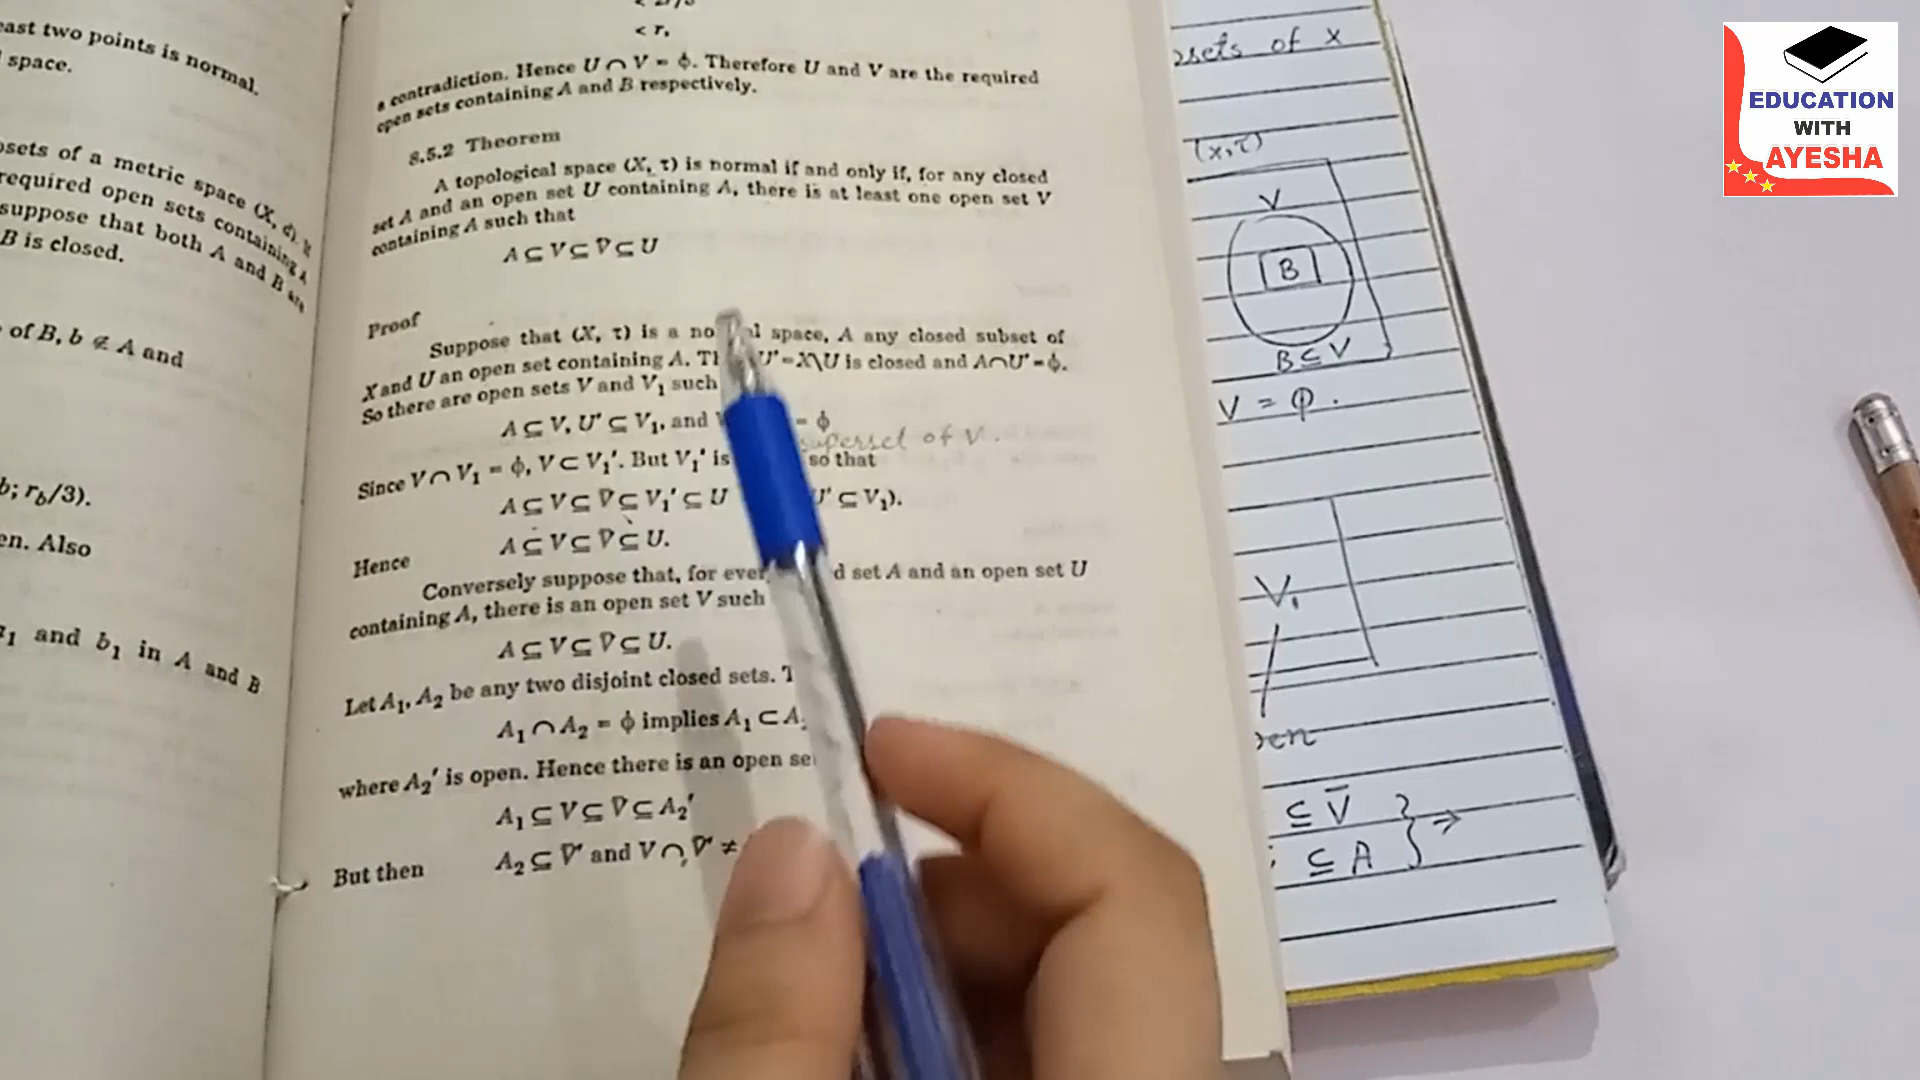 east two points is normal.
space.
sets of a metric space (X, d).
required open sets containing A
suppose that both A and B are
B is closed.
of B, b ∉ A and
b; r_b/3).
en. Also
1 and b₁ in A and B
< r,
a contradiction. Hence U ∩ V = ϕ. Therefore U and V are the required
open sets containing A and B respectively.
8.5.2 Theorem
A topological space (X, τ) is normal if and only if, for any closed
set A and an open set U containing A, there is at least one open set V
containing A such that
A ⊆ V ⊆ V̄ ⊆ U
Proof
Suppose that (X, τ) is a no al space, A any closed subset of
X and U an open set containing A. Th U' = X\U is closed and A∩U' = ϕ.
So there are open sets V and V₁ such
A ⊆ V, U' ⊆ V₁, and V = ϕ
superset of V.
Since V ∩ V₁ = ϕ, V ⊂ V₁'. But V₁' is so that
A ⊆ V ⊆ V̄ ⊆ V₁' ⊆ U U' ⊆ V₁).
Hence A ⊆ V ⊆ V̄ ⊆ U.
Conversely suppose that, for ever d set A and an open set U
containing A, there is an open set V such
A ⊆ V ⊆ V̄ ⊆ U.
Let A₁, A₂ be any two disjoint closed sets. T
A₁ ∩ A₂ = ϕ implies A₁ ⊂ A
where A₂' is open. Hence there is an open se
A₁ ⊆ V ⊆ V̄ ⊆ A₂'
But then A₂ ⊆ V̄' and V ∩ V̄' ≠
sets of X
(X, τ)
V
B
B ⊆ V
V = ϕ.
V₁
pen
⊆ V̄ } ⇒
⊆ A
EDUCATION
WITH
AYESHA